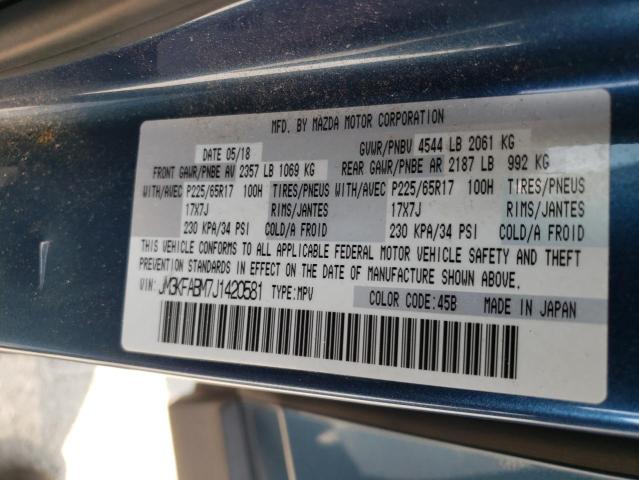 MFD. BY MAZDA MOTOR CORPORATION
DATE 05/18 GVWR/PNBV 4544 LB 2061 KG
FRONT GAWR/PNBE AV 2357 LB 1069 KG REAR GAWR/PNBE AR 2187 LB 992 KG
WITH/AVEC P225/65R17 100H TIRES/PNEUS WITH/AVEC P225/65R17 100H TIRES/PNEUS
17X7J RIMS/JANTES 17X7J RIMS/JANTES
230 KPA/34 PSI COLD/A FROID 230 KPA/34 PSI COLD/A FROID
THIS VEHICLE CONFORMS TO ALL APPLICABLE FEDERAL MOTOR VEHICLE SAFETY AND THEFT
PREVENTION STANDARDS IN EFFECT ON THE DATE OF MANUFACTURE SHOWN ABOVE.
VIN: JM3KFABM7J1420581 TYPE:MPV COLOR CODE:45B MADE IN JAPAN